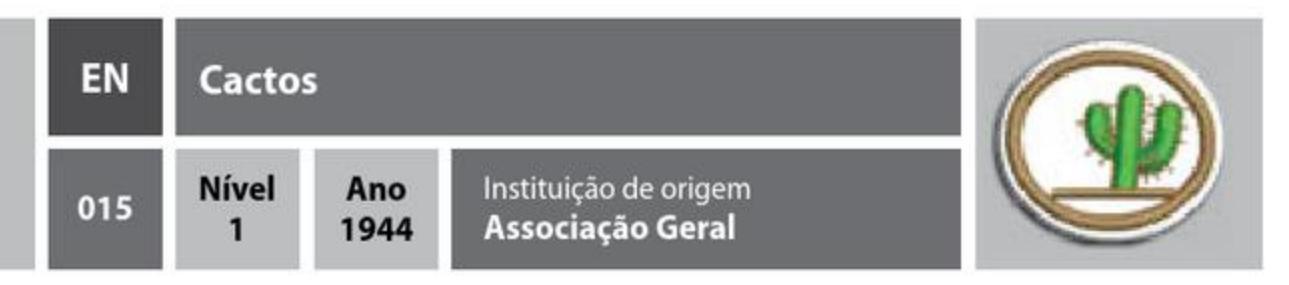 EN
Cactos
015
Nível
1
Ano
1944
Instituição de origem
Associação Geral